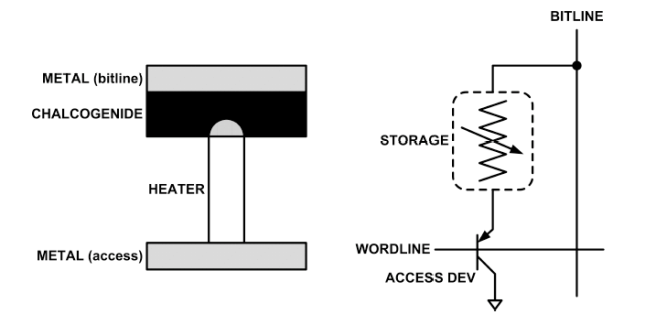 BITLINE
METAL (bitline)
CHALCOGENIDE
STORAGE
HEATER
WORDLINE
METAL (access)
ACCESS DEV